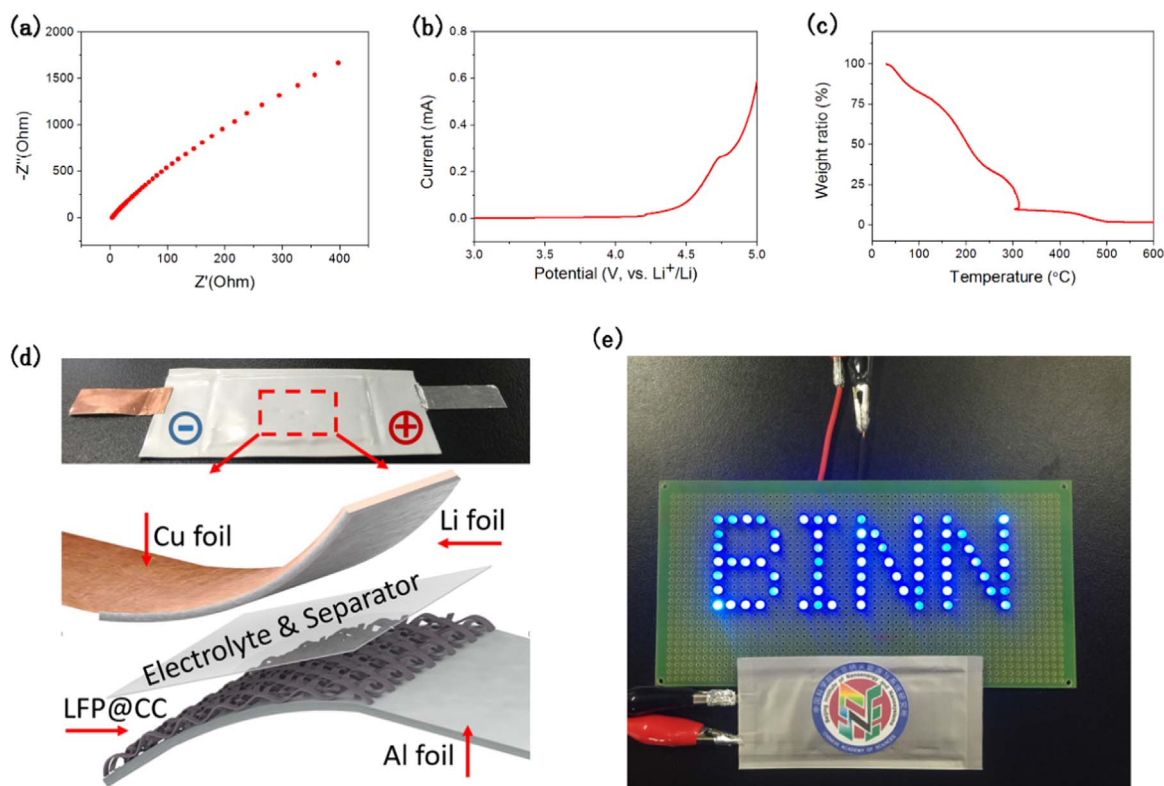 (a)
2000
1500
1000
500
0
-Z''(Ohm)
0 100 200 300 400
Z'(Ohm)
(b)
0.8
0.6
0.4
0.2
0.0
Current (mA)
3.0 3.5 4.0 4.5 5.0
Potential (V, vs. Li⁺/Li)
(c)
100
75
50
25
0
Weight ratio (%)
0 100 200 300 400 500 600
Temperature (°C)
(d)
-
+
Cu foil
Li foil
Electrolyte & Separator
LFP@CC
Al foil
(e)
BINN